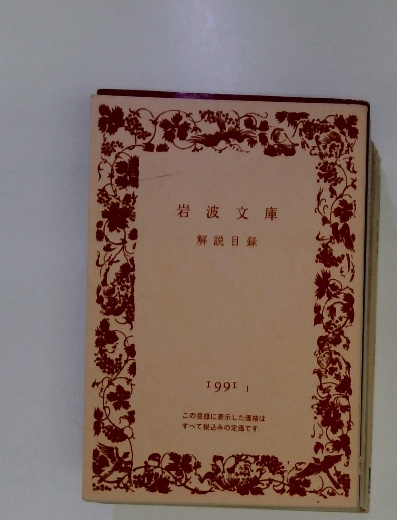 岩波文庫
解説目録
1991 1
この目録に表示した価格は
すべて税込みの定価です